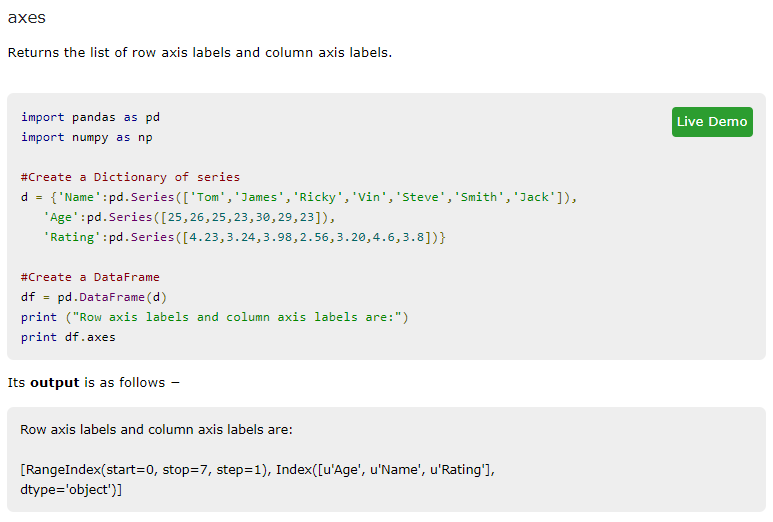 axes
Returns the list of row axis labels and column axis labels.
Live Demo
import pandas as pd
import numpy as np
#Create a Dictionary of series
d = {'Name':pd.Series(['Tom','James','Ricky','Vin','Steve','Smith','Jack']),
   'Age':pd.Series([25,26,25,23,30,29,23]),
   'Rating':pd.Series([4.23,3.24,3.98,2.56,3.20,4.6,3.8])}
#Create a DataFrame
df = pd.DataFrame(d)
print ("Row axis labels and column axis labels are:")
print df.axes
Its output is as follows −
Row axis labels and column axis labels are:
[RangeIndex(start=0, stop=7, step=1), Index([u'Age', u'Name', u'Rating'],
dtype='object')]